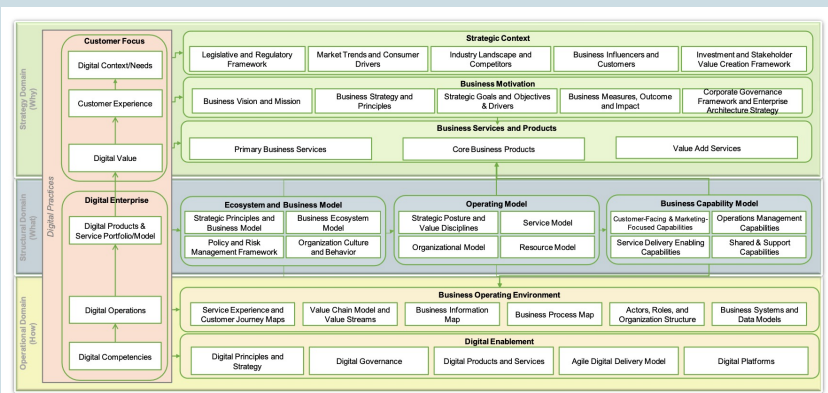 Strategy Domain
(Why)
Structural Domain
(What)
Operational Domain
(How)
Digital Practices
Customer Focus
Digital Context/Needs
Customer Experience
Digital Value
Digital Enterprise
Digital Products &
Service Portfolio/Model
Digital Operations
Digital Competencies
Strategic Context
Legislative and Regulatory
Framework
Market Trends and Consumer
Drivers
Industry Landscape and
Competitors
Business Influencers and
Customers
Investment and Stakeholder
Value Creation Framework
Business Motivation
Business Vision and Mission
Business Strategy and
Principles
Strategic Goals and Objectives
& Drivers
Business Measures, Outcome
and Impact
Corporate Governance
Framework and Enterprise
Architecture Strategy
Business Services and Products
Primary Business Services
Core Business Products
Value Add Services
Ecosystem and Business Model
Strategic Principles and
Business Model
Business Ecosystem
Model
Policy and Risk
Management Framework
Organization Culture
and Behavior
Operating Model
Strategic Posture and
Value Disciplines
Service Model
Organizational Model
Resource Model
Business Capability Model
Customer-Facing & Marketing-
Focused Capabilities
Operations Management
Capabilities
Service Delivery Enabling
Capabilities
Shared & Support
Capabilities
Business Operating Environment
Service Experience and
Customer Journey Maps
Value Chain Model and
Value Streams
Business Information
Map
Business Process Map
Actors, Roles, and
Organization Structure
Business Systems and
Data Models
Digital Enablement
Digital Principles and
Strategy
Digital Governance
Digital Products and Services
Agile Digital Delivery Model
Digital Platforms